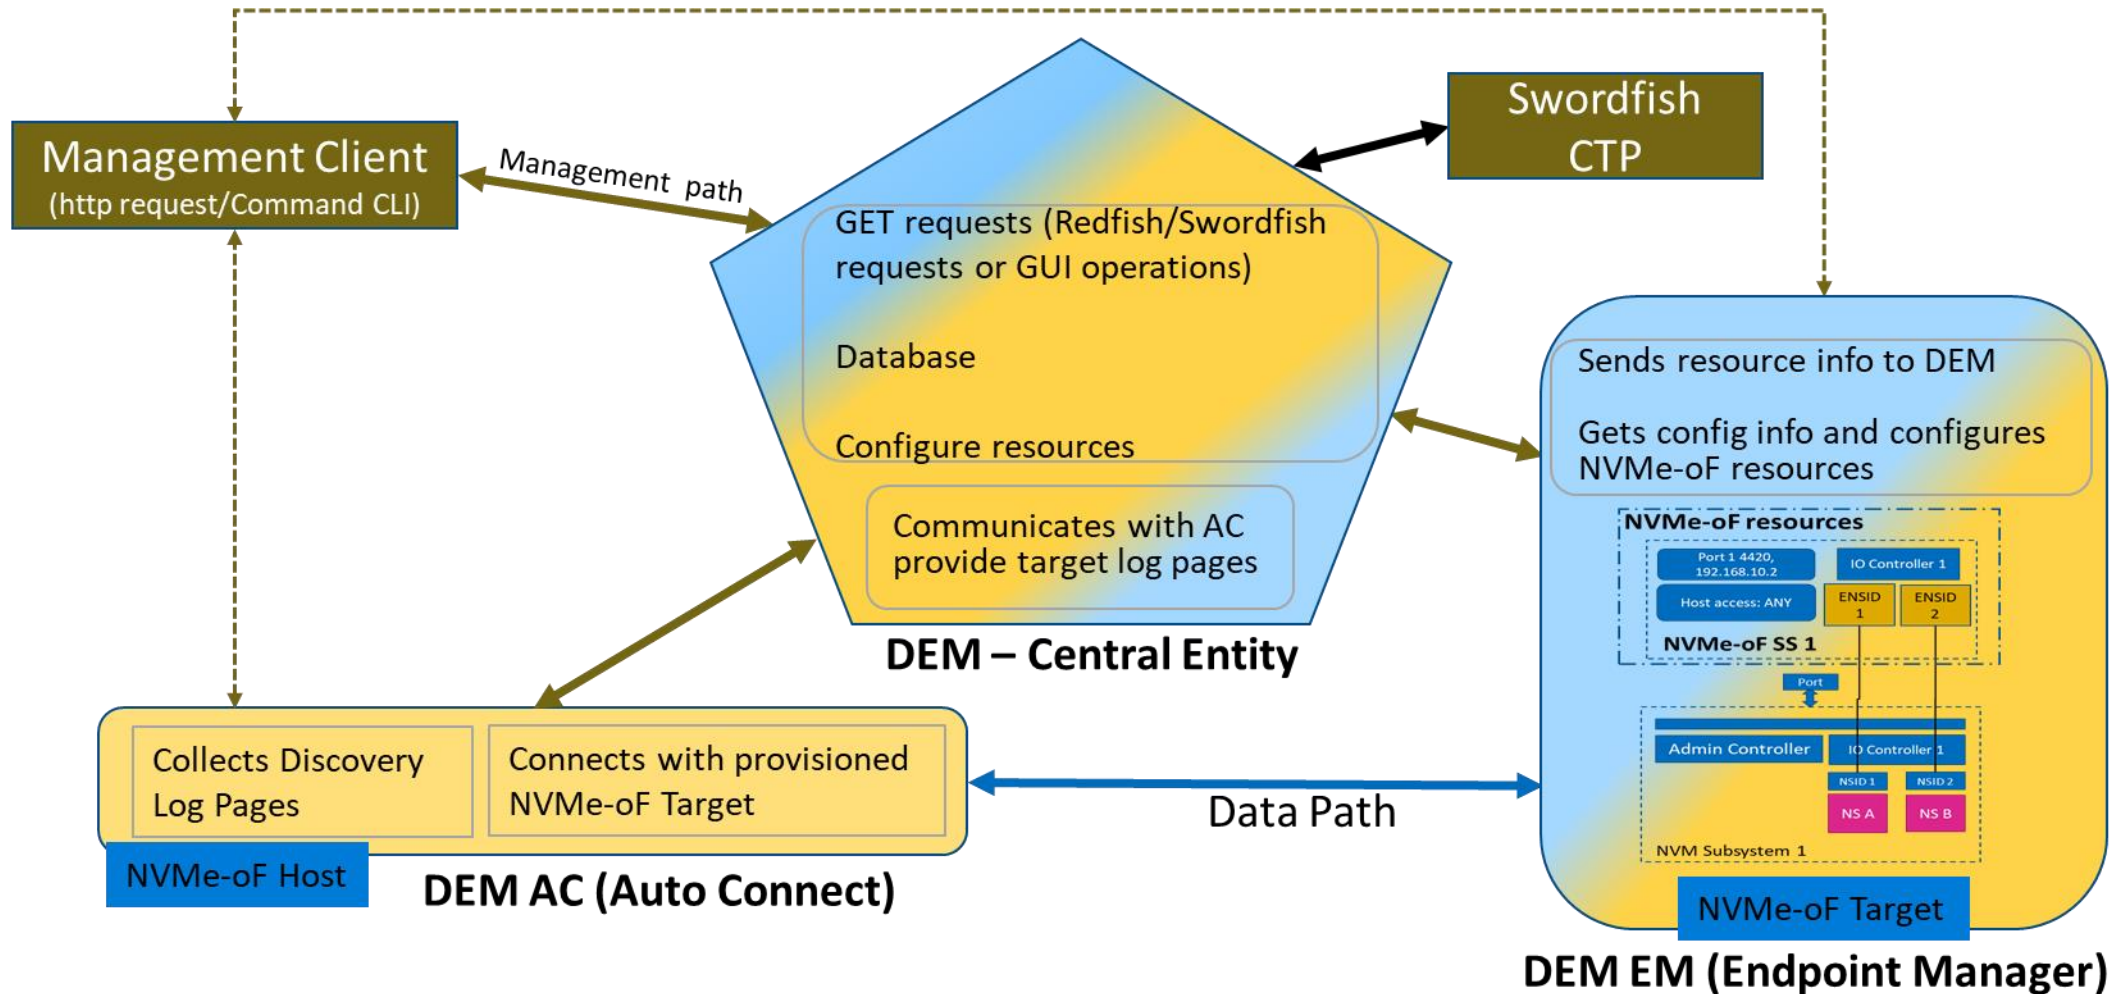 Management Client
(http request/Command CLI)
Management path
Swordfish
CTP
GET requests (Redfish/Swordfish
requests or GUI operations)
Database
Configure resources
Communicates with AC
provide target log pages
DEM – Central Entity
Sends resource info to DEM
Gets config info and configures
NVMe-oF resources
NVMe-oF resources
Port 1 4420,
192.168.10.2
IO Controller 1
Host access: ANY
ENSID
1
ENSID
2
NVMe-oF SS 1
Port
Admin Controller
IO Controller 1
NSID 1
NSID 2
NS A
NS B
NVM Subsystem 1
NVMe-oF Target
DEM EM (Endpoint Manager)
Collects Discovery
Log Pages
Connects with provisioned
NVMe-oF Target
NVMe-oF Host
DEM AC (Auto Connect)
Data Path